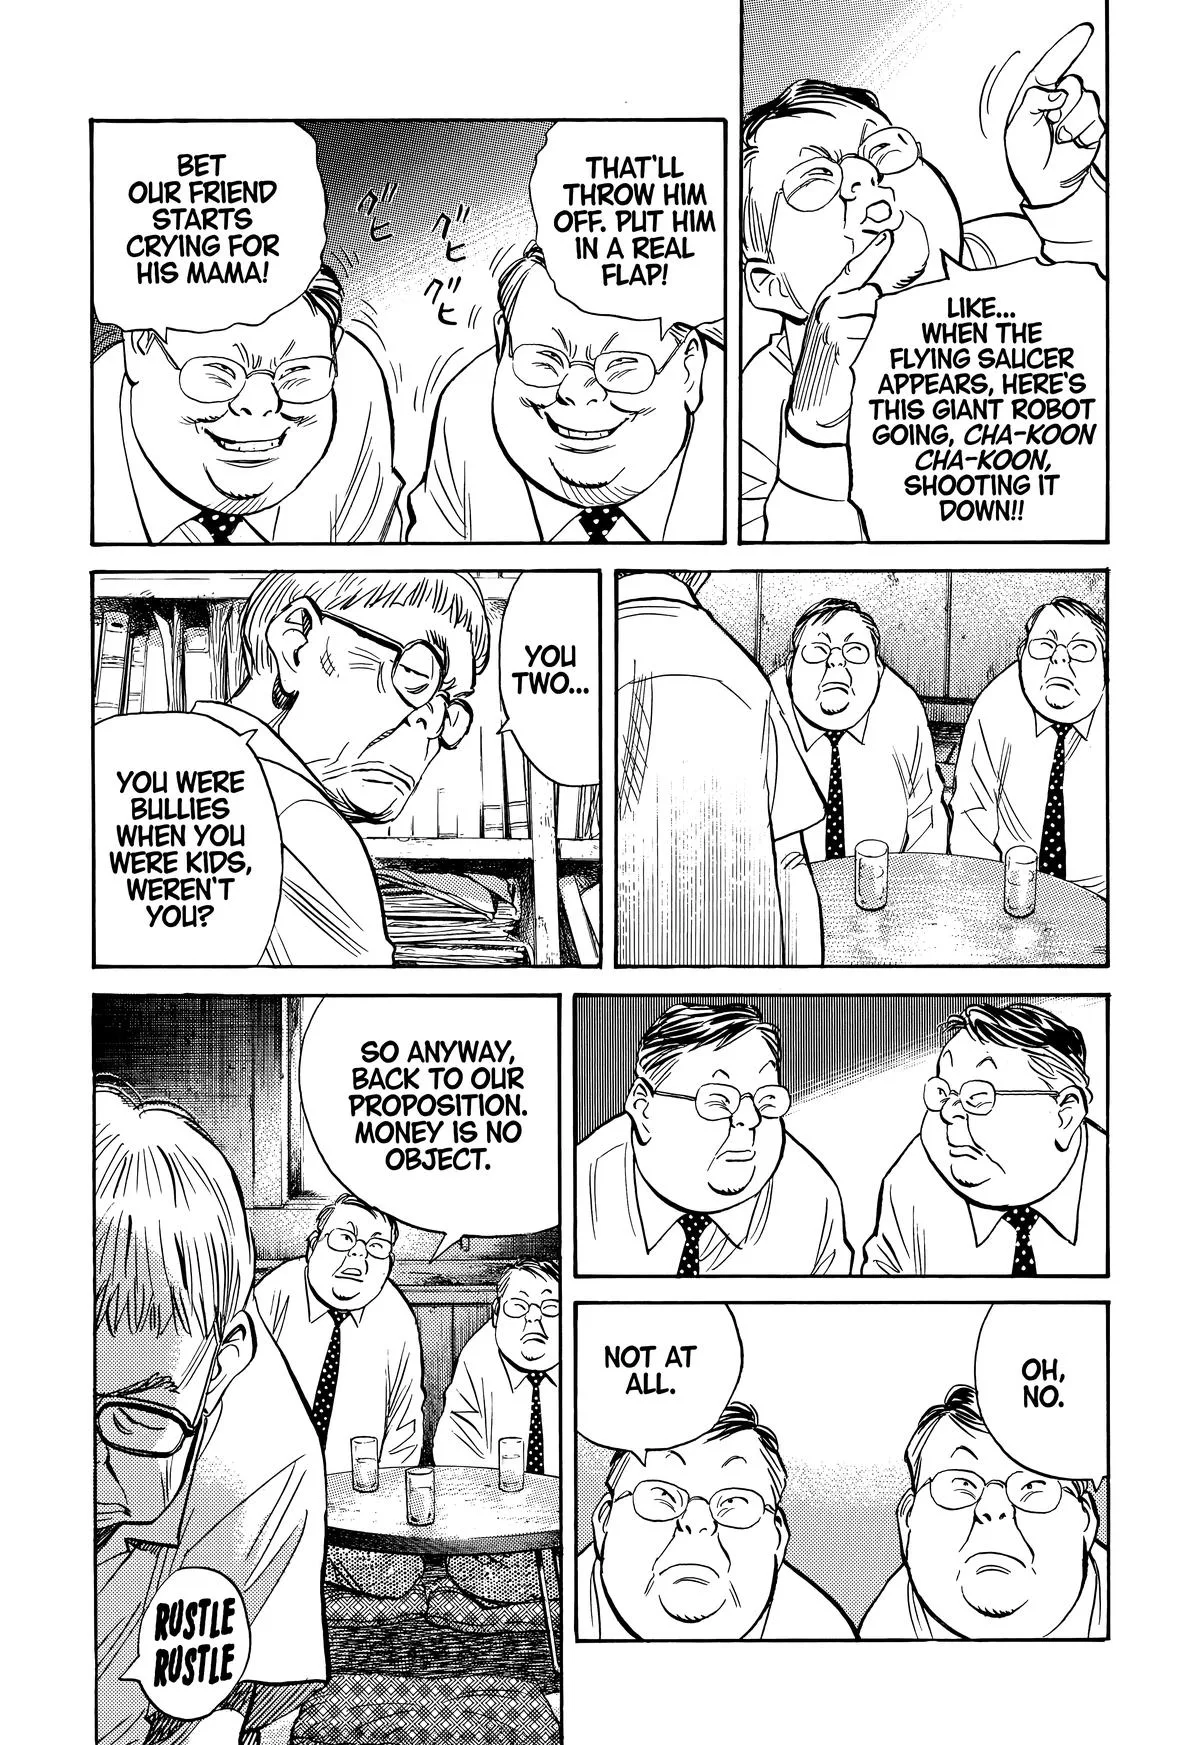 LIKE...
WHEN THE
FLYING SAUCER
APPEARS, HERE'S
THIS GIANT ROBOT
GOING, CHA-KOON
CHA-KOON,
SHOOTING IT
DOWN!!
THAT'LL
THROW HIM
OFF. PUT HIM
IN A REAL
FLAP!
グヒ
グヒ
グヒ
BET
OUR FRIEND
STARTS
CRYING FOR
HIS MAMA!
YOU
TWO...
YOU WERE
BULLIES
WHEN YOU
WERE KIDS,
WEREN'T
YOU?
OH,
NO.
NOT AT
ALL.
SO ANYWAY,
BACK TO OUR
PROPOSITION.
MONEY IS NO
OBJECT.
RUSTLE
RUSTLE